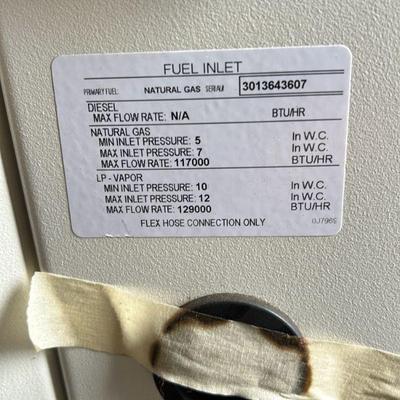 FUEL INLET
PRIMARY FUEL: NATURAL GAS SERIAL# 3013643607
DIESEL
MAX FLOW RATE: N/A BTU/HR
NATURAL GAS
MIN INLET PRESSURE: 5 In W.C.
MAX INLET PRESSURE: 7 In W.C.
MAX FLOW RATE: 117000 BTU/HR
LP - VAPOR
MIN INLET PRESSURE: 10 In W.C.
MAX INLET PRESSURE: 12 In W.C.
MAX FLOW RATE: 129000 BTU/HR
FLEX HOSE CONNECTION ONLY